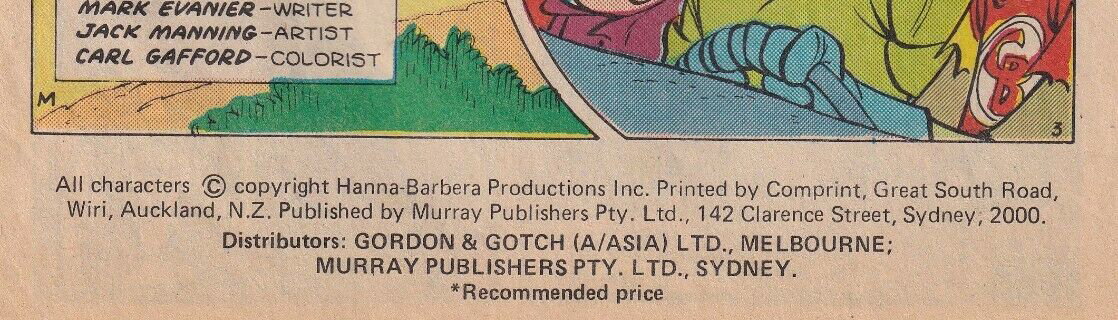 MARK EVANIER–WRITER
JACK MANNING–ARTIST
CARL GAFFORD–COLORIST
M
CB
3
All characters © copyright Hanna-Barbera Productions Inc. Printed by Comprint, Great South Road,
Wiri, Auckland, N.Z. Published by Murray Publishers Pty. Ltd., 142 Clarence Street, Sydney; 2000.
Distributors: GORDON & GOTCH (A/ASIA) LTD., MELBOURNE;
MURRAY PUBLISHERS PTY. LTD., SYDNEY.
*Recommended price